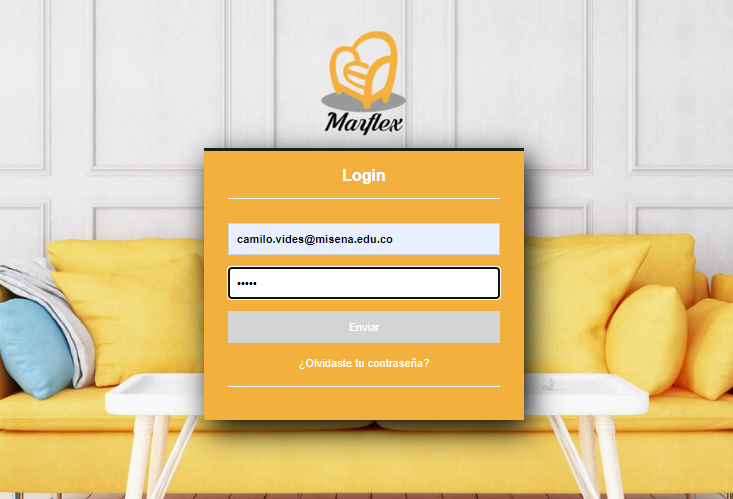 Marflex
Login
camilo.vides@misena.edu.co
•••••
Enviar
¿Olvidaste tu contraseña?